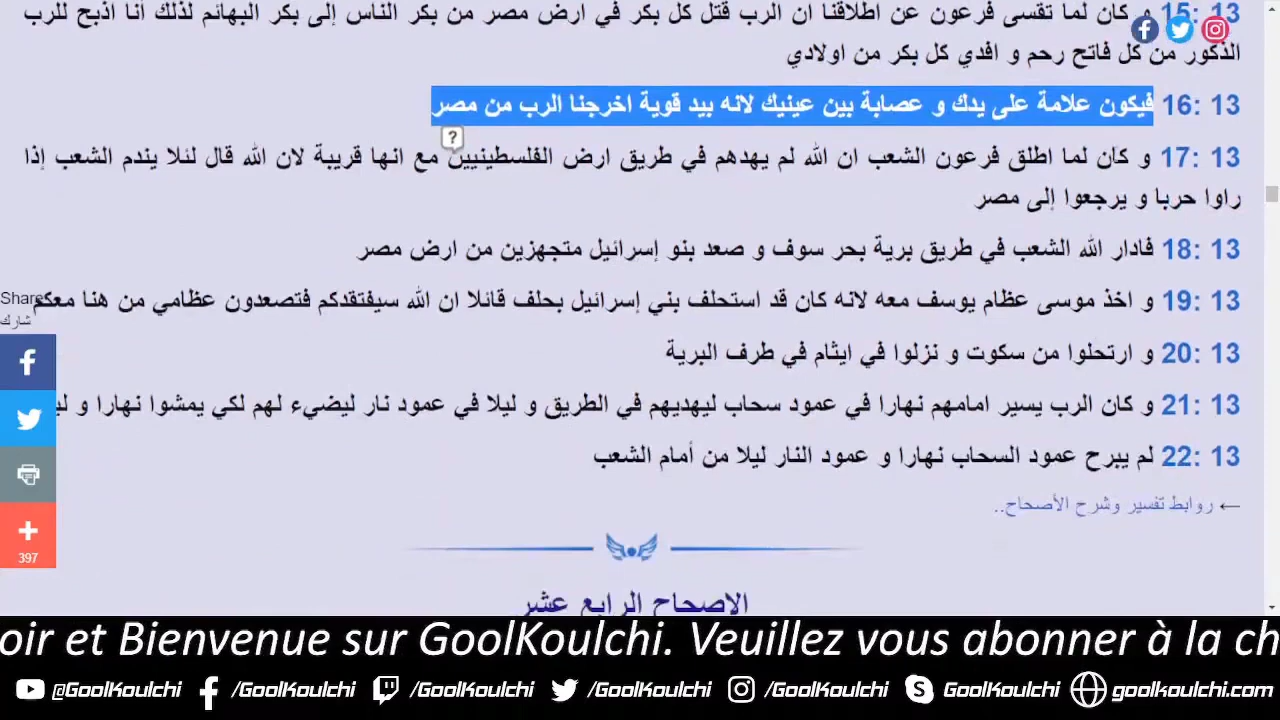 13 :15 و كان لما تقسى فرعون عن اطلاقنا ان الرب قتل كل بكر في ارض مصر من بكر الناس إلى بكر البهائم لذلك أنا اذبح للرب
الذكور من كل فاتح رحم و افدي كل بكر من اولادي
13 :16 فيكون علامة على يدك و عصابة بين عينيك لانه بيد قوية اخرجنا الرب من مصر
?
13 :17 و كان لما اطلق فرعون الشعب ان الله لم يهدهم في طريق ارض الفلسطينيين مع انها قريبة لان الله قال لئلا يندم الشعب إذا
راوا حربا و يرجعوا إلى مصر
13 :18 فادار الله الشعب في طريق برية بحر سوف و صعد بنو إسرائيل متجهزين من ارض مصر
13 :19 و اخذ موسى عظام يوسف معه لانه كان قد استحلف بني إسرائيل بحلف قائلا ان الله سيفتقدكم فتصعدون عظامي من هنا معكم
Share
شارك
13 :20 و ارتحلوا من سكوت و نزلوا في ايثام في طرف البرية
13 :21 و كان الرب يسير امامهم نهارا في عمود سحاب ليهديهم في الطريق و ليلا في عمود نار ليضيء لهم لكي يمشوا نهارا و
13 :22 لم يبرح عمود السحاب نهارا و عمود النار ليلا من أمام الشعب
← روابط تفسير وشرح الأصحاح..
397
الإصحاح الرابع عشر
oir et Bienvenue sur GoolKoulchi. Veuillez vous abonner à la ch
@GoolKoulchi /GoolKoulchi /GoolKoulchi /GoolKoulchi /GoolKoulchi GoolKoulchi goolkoulchi.com